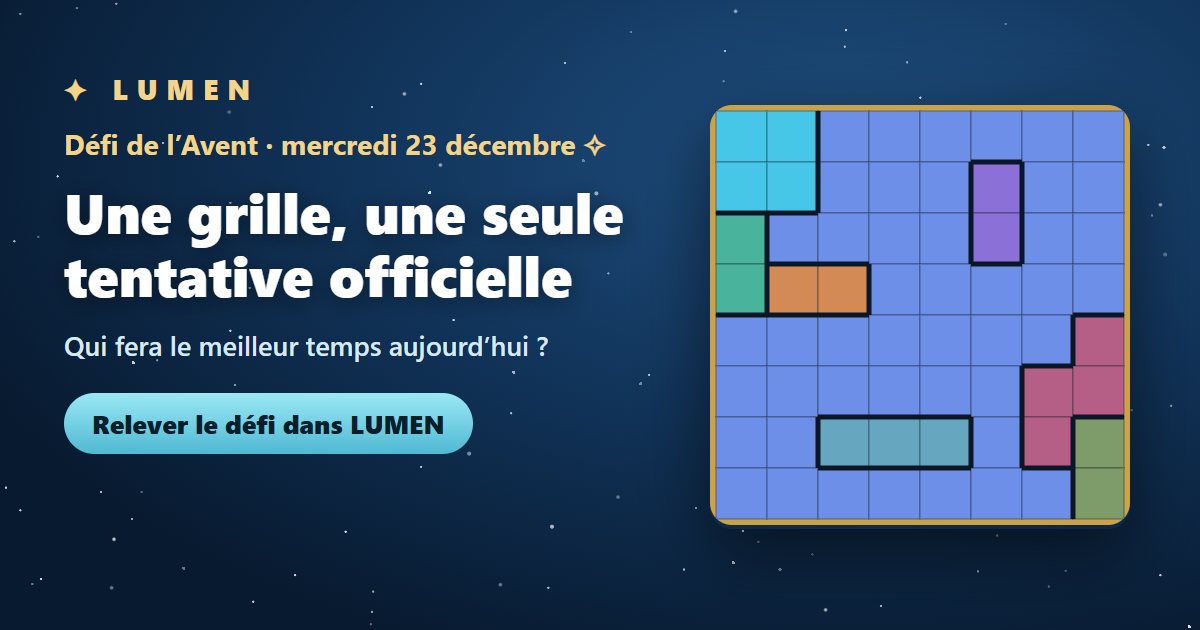 LUMEN
Défi de l’Avent · mercredi 23 décembre
Une grille, une seule
tentative officielle
Qui fera le meilleur temps aujourd’hui ?
Relever le défi dans LUMEN